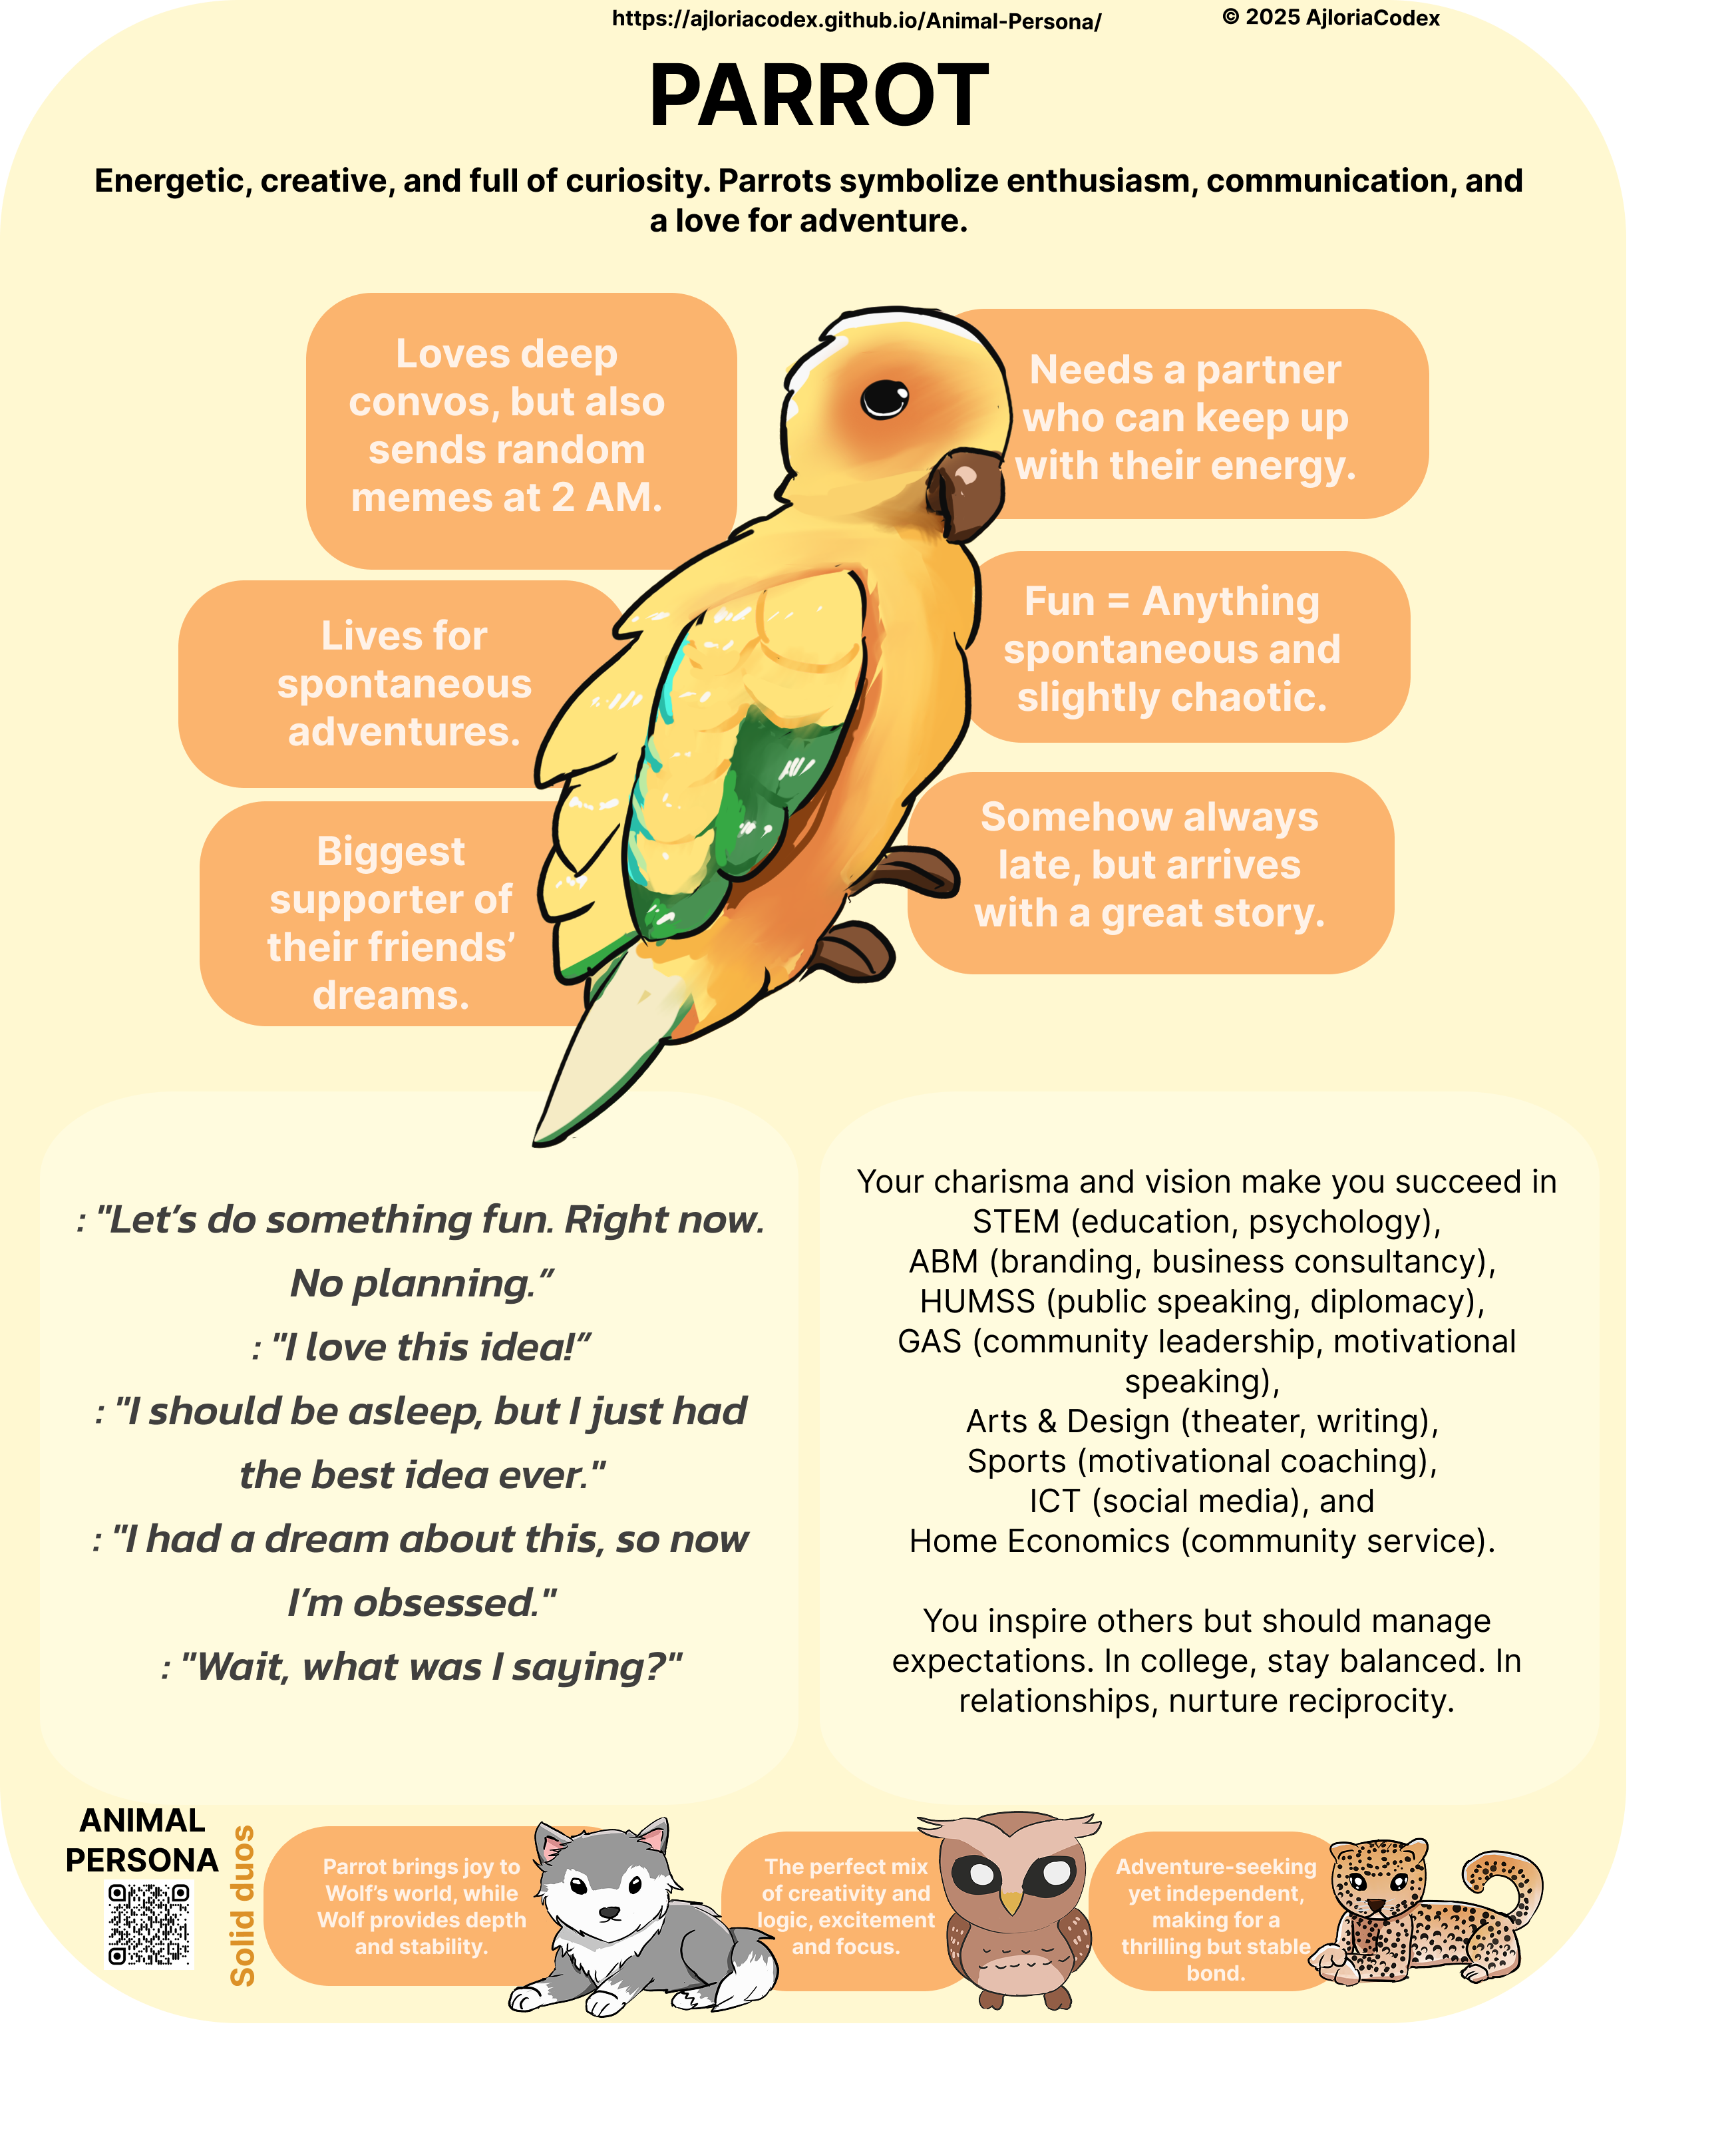 https://ajloriacodex.github.io/Animal-Persona/
© 2025 AjloriaCodex
PARROT
Energetic, creative, and full of curiosity. Parrots symbolize enthusiasm, communication, and
a love for adventure.
Loves deep
convos, but also
sends random
memes at 2 AM.
Lives for
spontaneous
adventures.
Biggest
supporter of
their friends’
dreams.
Needs a partner
who can keep up
with their energy.
Fun = Anything
spontaneous and
slightly chaotic.
Somehow always
late, but arrives
with a great story.
: "Let’s do something fun. Right now.
No planning.”
: "I love this idea!”
: "I should be asleep, but I just had
the best idea ever."
: "I had a dream about this, so now
I’m obsessed."
: "Wait, what was I saying?"
Your charisma and vision make you succeed in
STEM (education, psychology),
ABM (branding, business consultancy),
HUMSS (public speaking, diplomacy),
GAS (community leadership, motivational
speaking),
Arts & Design (theater, writing),
Sports (motivational coaching),
ICT (social media), and
Home Economics (community service).
You inspire others but should manage
expectations. In college, stay balanced. In
relationships, nurture reciprocity.
ANIMAL
PERSONA
Solid duos
Parrot brings joy to
Wolf’s world, while
Wolf provides depth
and stability.
The perfect mix
of creativity and
logic, excitement
and focus.
Adventure-seeking
yet independent,
making for a
thrilling but stable
bond.